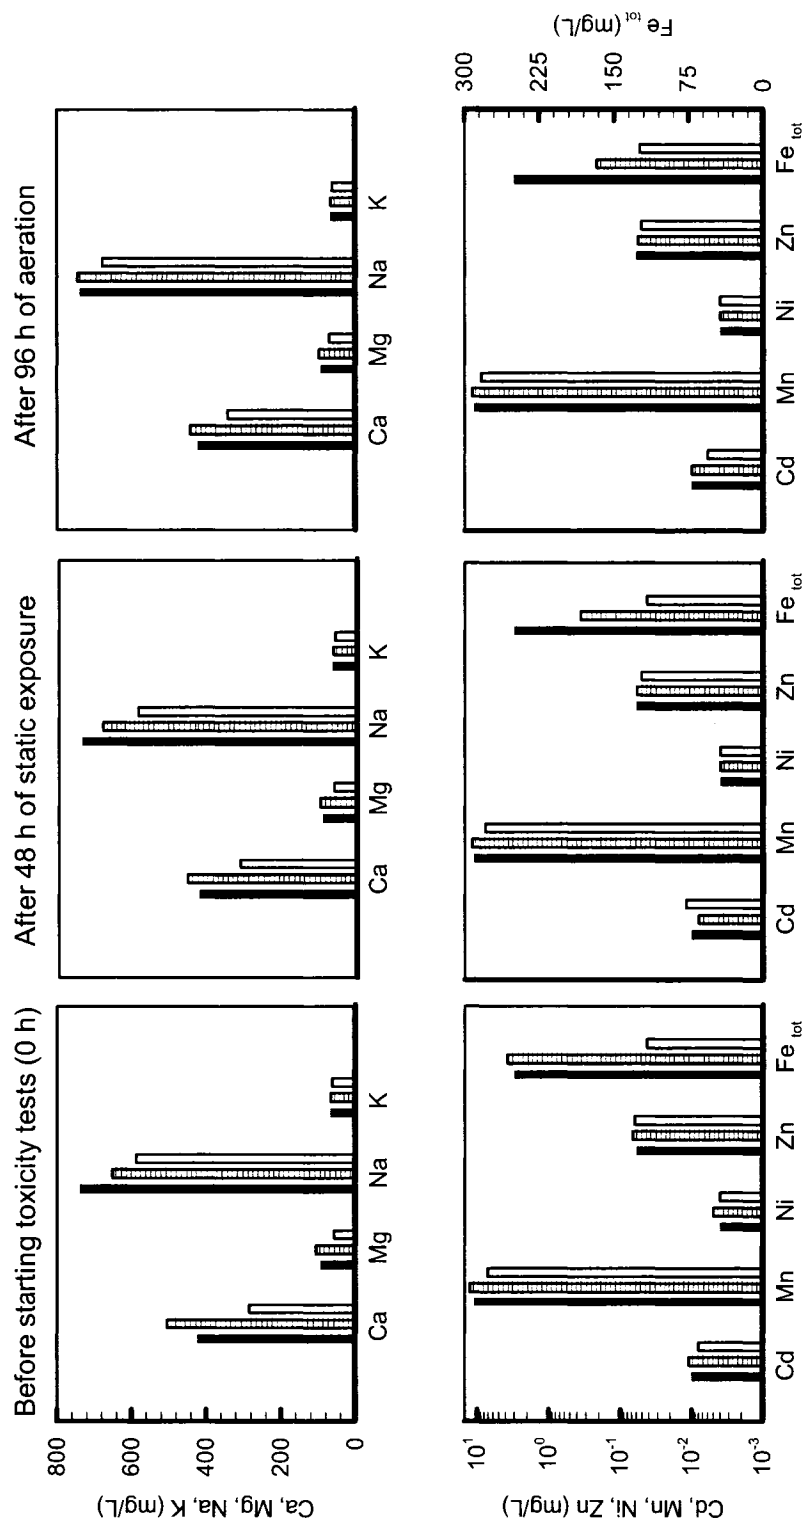 Before starting toxicity tests (0 h)
After 48 h of static exposure
After 96 h of aeration
Ca, Mg, Na, K (mg/L)
800
600
400
200
0
Ca Mg Na K
Ca Mg Na K
Ca Mg Na K
Cd, Mn, Ni, Zn (mg/L)
10¹
10⁰
10⁻¹
10⁻²
10⁻³
Cd Mn Ni Zn Fe tot
Cd Mn Ni Zn Fe tot
Cd Mn Ni Zn Fe tot
300
225
150
75
0
Fe tot (mg/L)